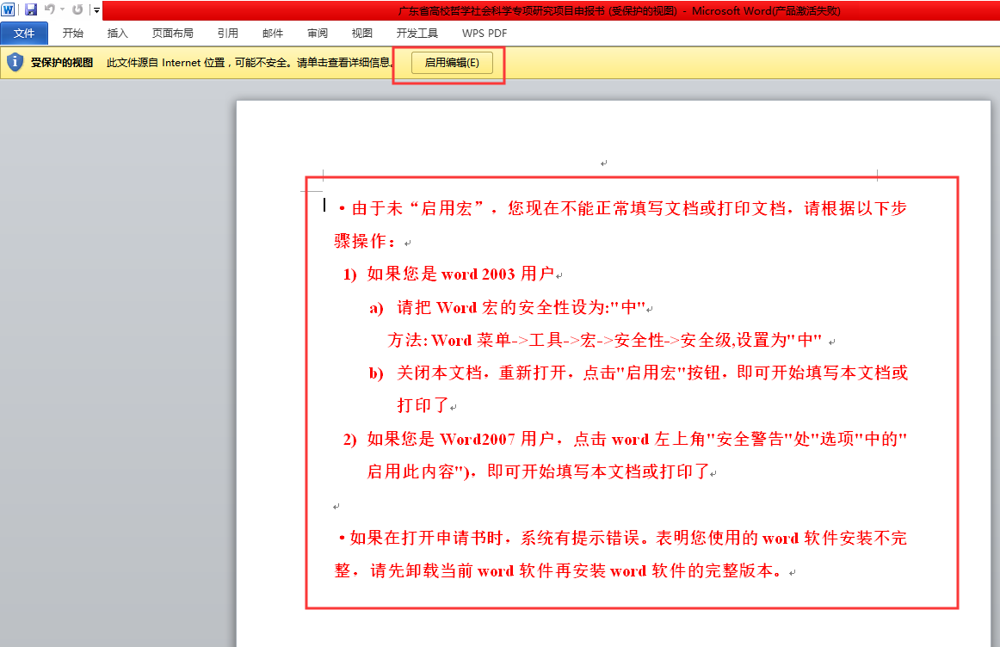 广东省高校哲学社会科学专项研究项目申报书 (受保护的视图) - Microsoft Word(产品激活失败)
文件 开始 插入 页面布局 引用 邮件 审阅 视图 开发工具 WPS PDF
受保护的视图 此文件源自 Internet 位置，可能不安全。请单击查看详细信息。 启用编辑(E)
·由于未“启用宏”，您现在不能正常填写文档或打印文档，请根据以下步
骤操作：
1) 如果您是 word 2003 用户
a) 请把 Word 宏的安全性设为:"中"
方法: Word 菜单->工具->宏->安全性->安全级,设置为"中"
b) 关闭本文档，重新打开，点击"启用宏"按钮，即可开始填写本文档或
打印了
2) 如果您是 Word2007 用户，点击 word 左上角"安全警告"处"选项"中的"
启用此内容")，即可开始填写本文档或打印了
·如果在打开申请书时，系统有提示错误。表明您使用的 word 软件安装不完
整，请先卸载当前 word 软件再安装 word 软件的完整版本。